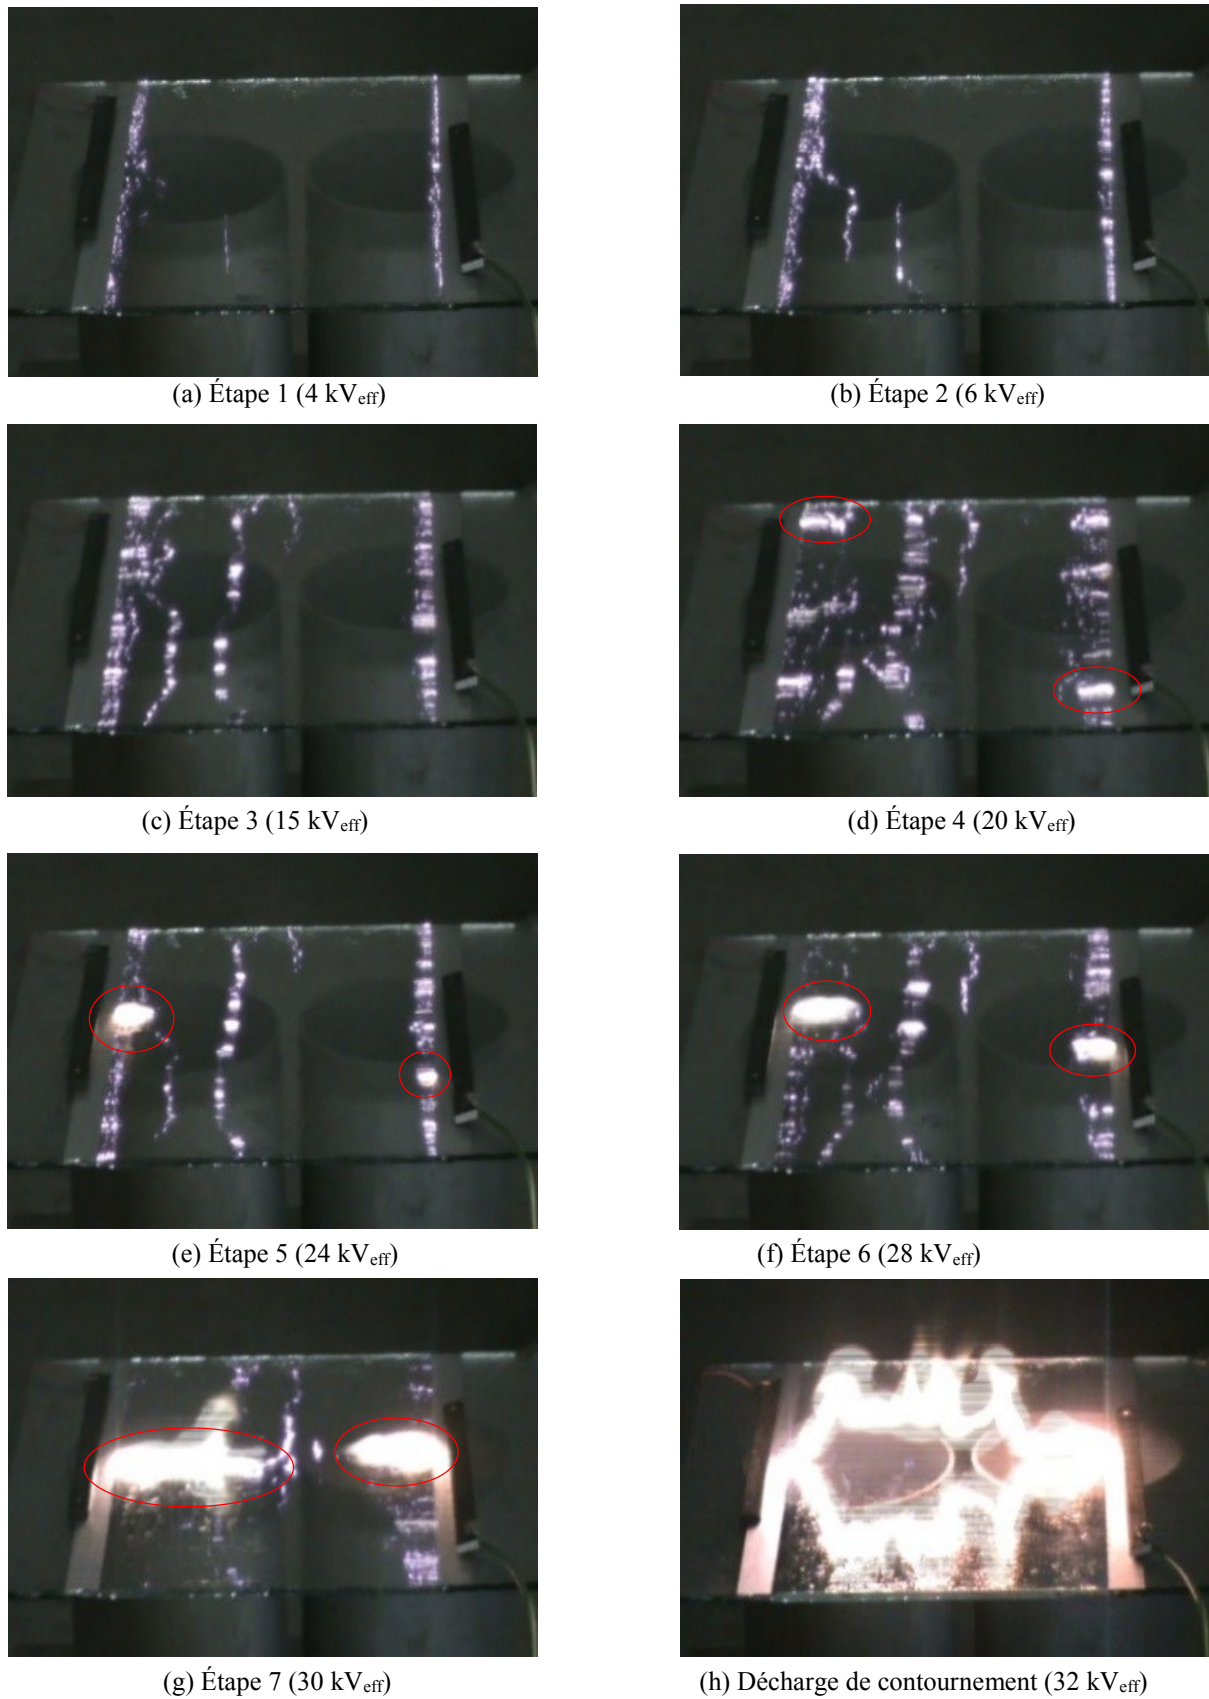 (a) Étape 1 (4 kVeff)
(b) Étape 2 (6 kVeff)
(c) Étape 3 (15 kVeff)
(d) Étape 4 (20 kVeff)
(e) Étape 5 (24 kVeff)
(f) Étape 6 (28 kVeff)
(g) Étape 7 (30 kVeff)
(h) Décharge de contournement (32 kVeff)